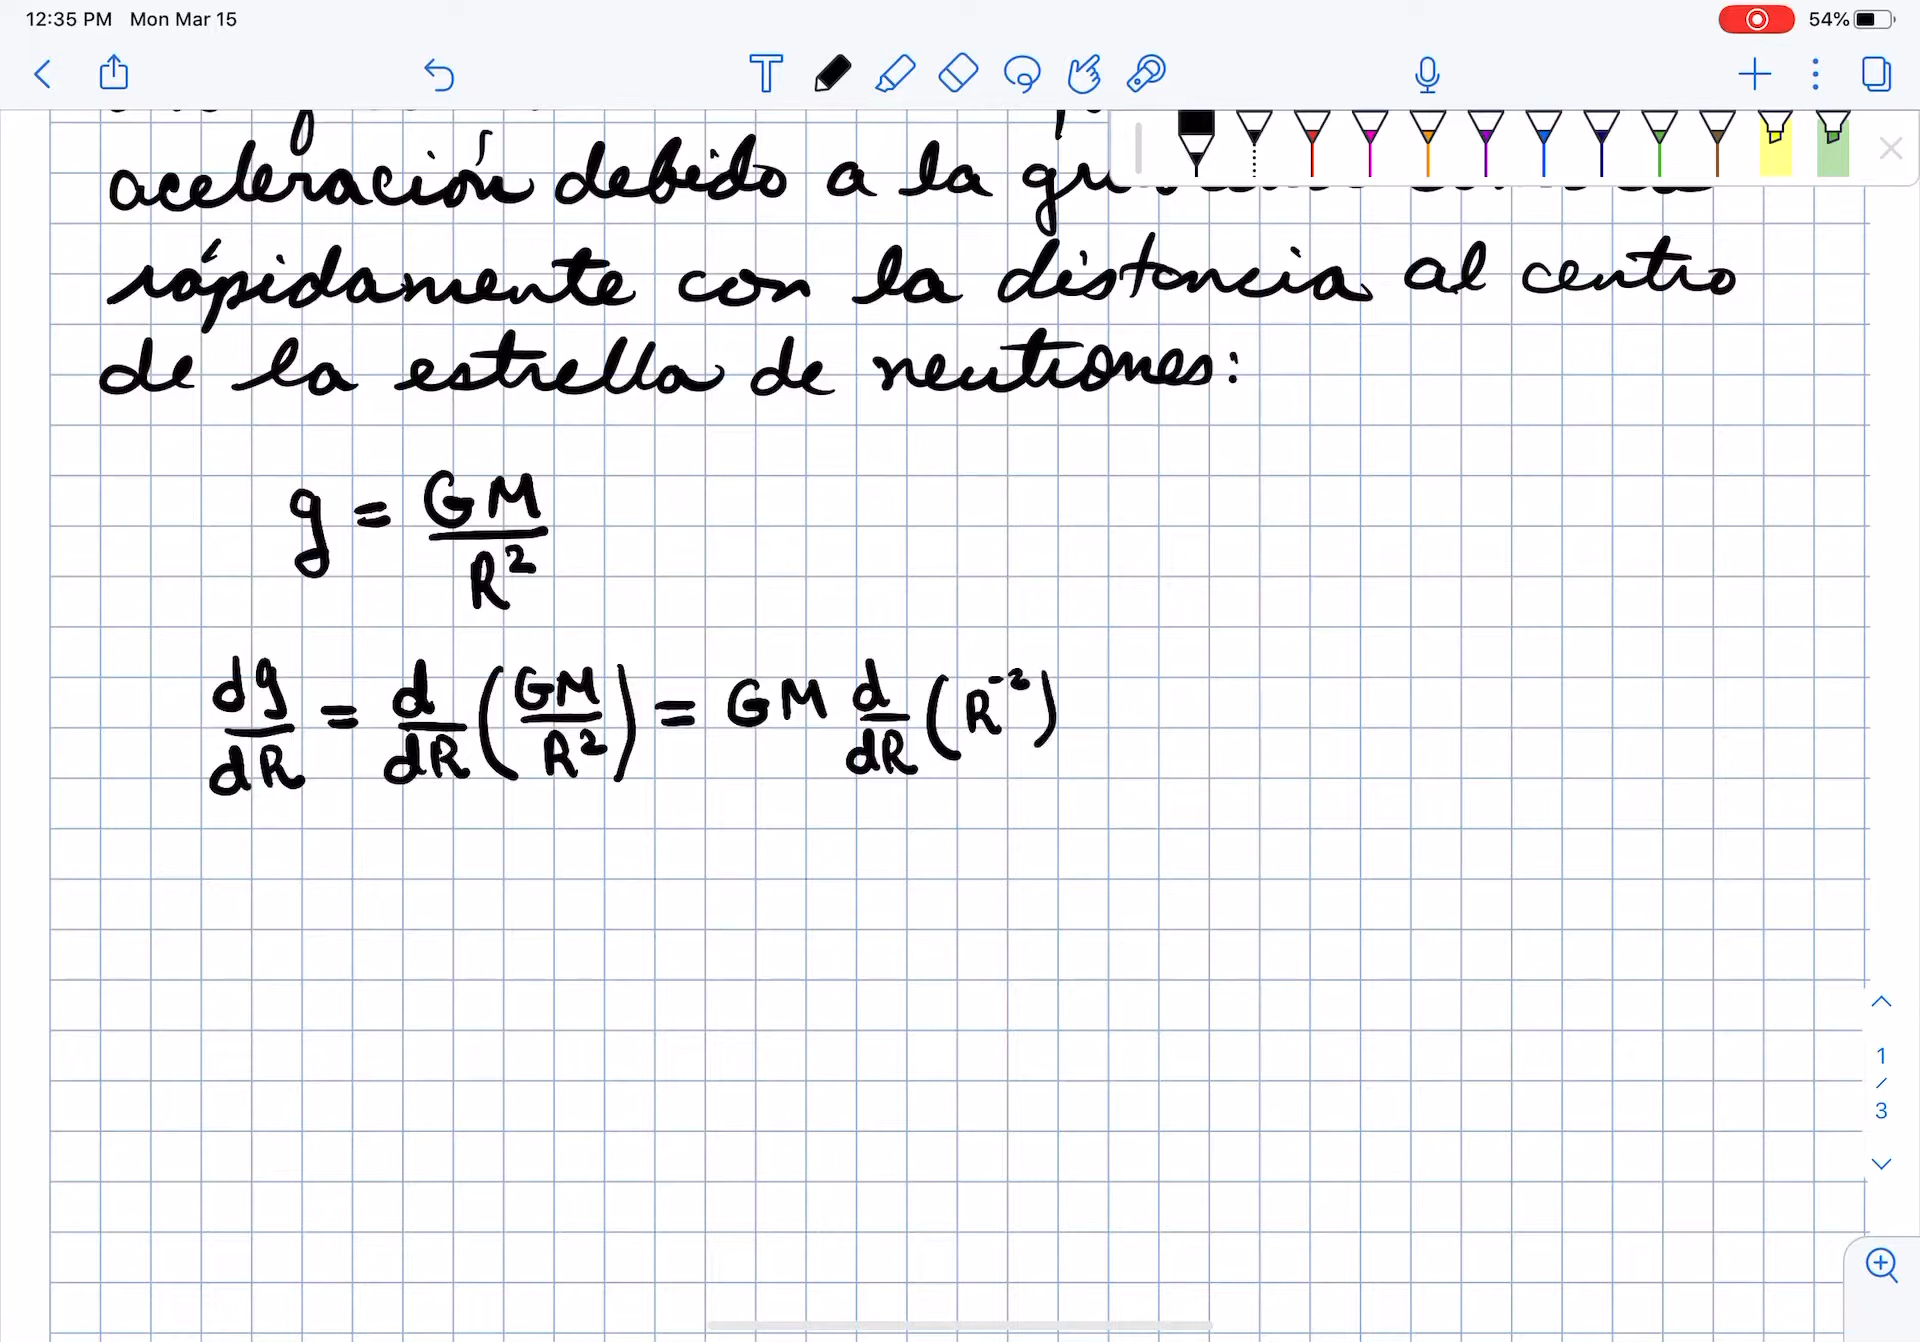 12:35 PM Mon Mar 15
54%
aceleración debido a la
rápidamente con la distancia al centro
de la estrella de neutrones:
g = GM/R²
dg/dR = d/dR (GM/R²) = GM d/dR (R⁻²)
1
/
3